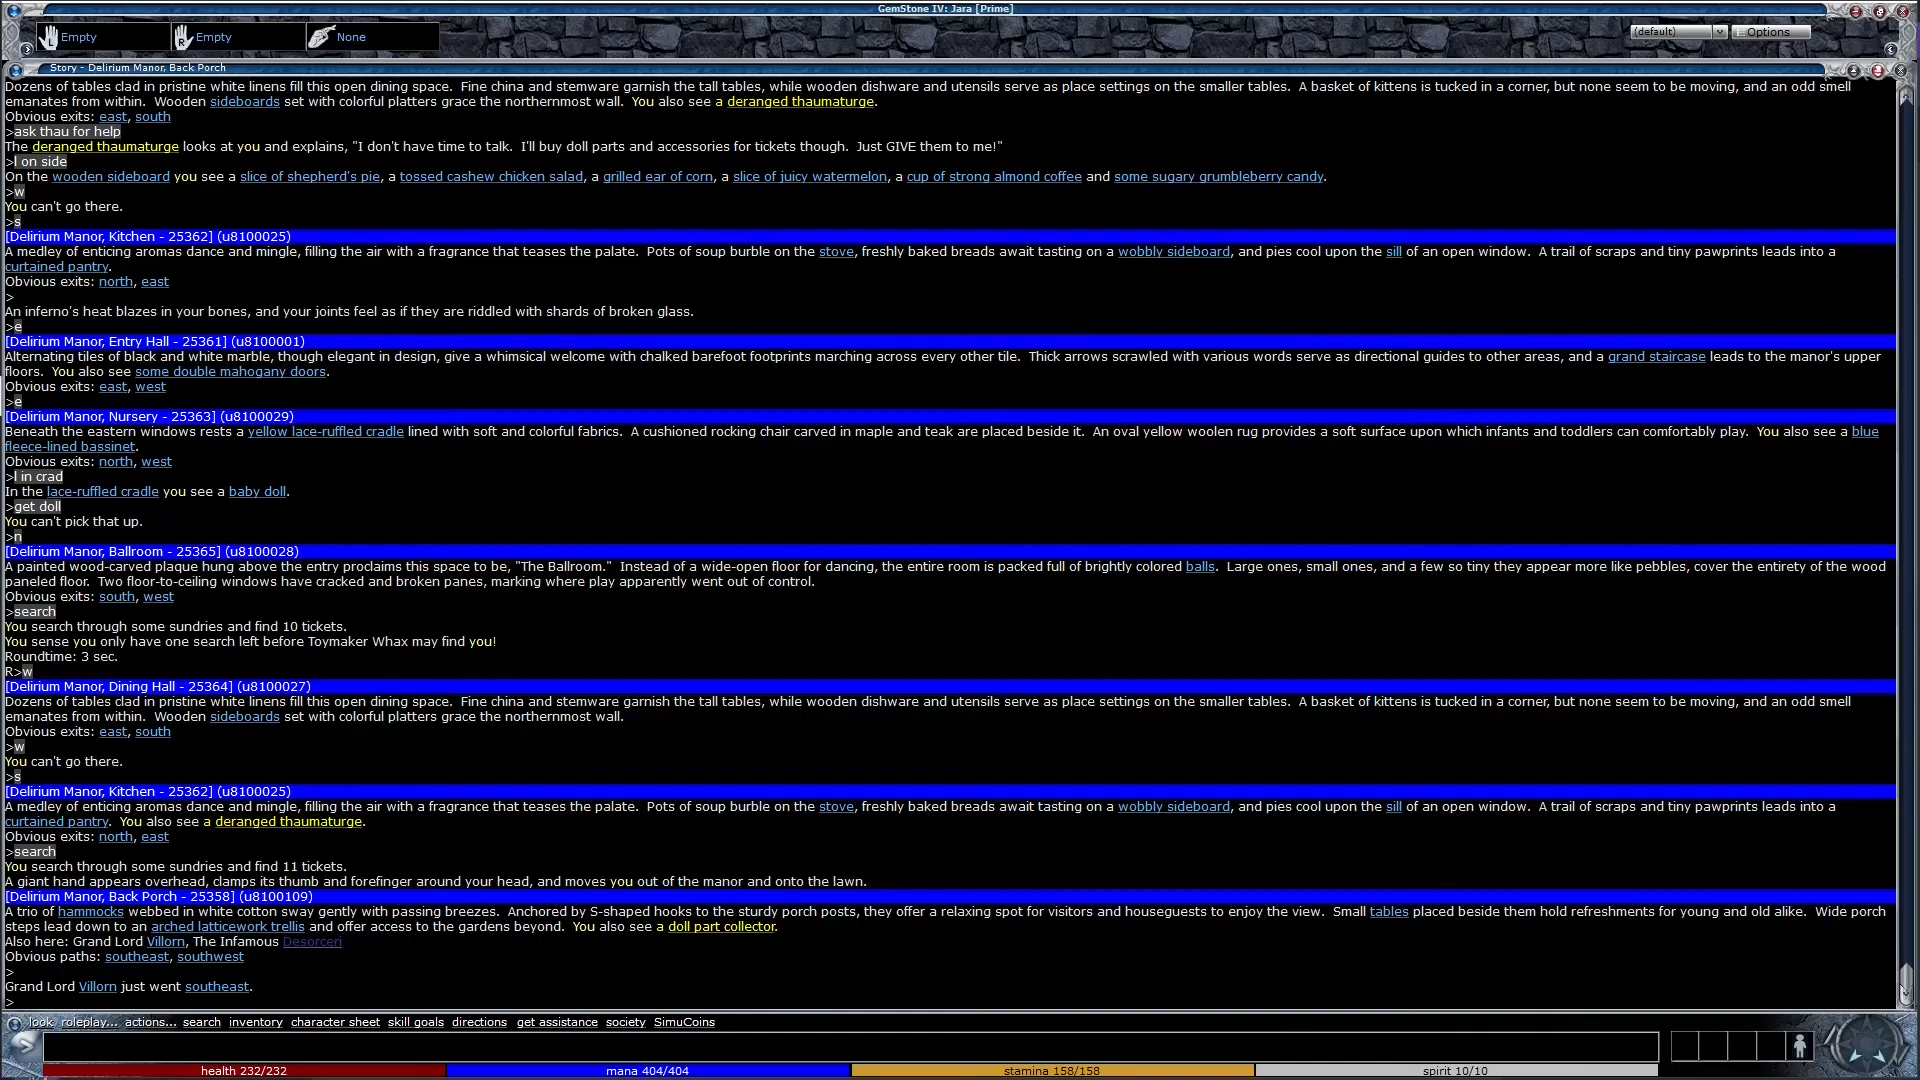 GemStone IV: Jara [Prime]
Empty
Empty
None
(default)
Options
Story - Delirium Manor, Back Porch
Dozens of tables clad in pristine white linens fill this open dining space.  Fine china and stemware garnish the tall tables, while wooden dishware and utensils serve as place settings on the smaller tables.  A basket of kittens is tucked in a corner, but none seem to be moving, and an odd smell
emanates from within.  Wooden sideboards set with colorful platters grace the northernmost wall.  You also see a deranged thaumaturge.
Obvious exits: east, south
>ask thau for help
The deranged thaumaturge looks at you and explains, "I don't have time to talk.  I'll buy doll parts and accessories for tickets though.  Just GIVE them to me!"
>l on side
On the wooden sideboard you see a slice of shepherd's pie, a tossed cashew chicken salad, a grilled ear of corn, a slice of juicy watermelon, a cup of strong almond coffee and some sugary grumbleberry candy.
>w
You can't go there.
>s
[Delirium Manor, Kitchen - 25362] (u8100025)
A medley of enticing aromas dance and mingle, filling the air with a fragrance that teases the palate.  Pots of soup burble on the stove, freshly baked breads await tasting on a wobbly sideboard, and pies cool upon the sill of an open window.  A trail of scraps and tiny pawprints leads into a
curtained pantry.
Obvious exits: north, east
>
An inferno's heat blazes in your bones, and your joints feel as if they are riddled with shards of broken glass.
>e
[Delirium Manor, Entry Hall - 25361] (u8100001)
Alternating tiles of black and white marble, though elegant in design, give a whimsical welcome with chalked barefoot footprints marching across every other tile.  Thick arrows scrawled with various words serve as directional guides to other areas, and a grand staircase leads to the manor's upper
floors.  You also see some double mahogany doors.
Obvious exits: east, west
>e
[Delirium Manor, Nursery - 25363] (u8100029)
Beneath the eastern windows rests a yellow lace-ruffled cradle lined with soft and colorful fabrics.  A cushioned rocking chair carved in maple and teak are placed beside it.  An oval yellow woolen rug provides a soft surface upon which infants and toddlers can comfortably play.  You also see a blue
fleece-lined bassinet.
Obvious exits: north, west
>l in crad
In the lace-ruffled cradle you see a baby doll.
>get doll
You can't pick that up.
>n
[Delirium Manor, Ballroom - 25365] (u8100028)
A painted wood-carved plaque hung above the entry proclaims this space to be, "The Ballroom."  Instead of a wide-open floor for dancing, the entire room is packed full of brightly colored balls.  Large ones, small ones, and a few so tiny they appear more like pebbles, cover the entirety of the wood
paneled floor.  Two floor-to-ceiling windows have cracked and broken panes, marking where play apparently went out of control.
Obvious exits: south, west
>search
You search through some sundries and find 10 tickets.
You sense you only have one search left before Toymaker Whax may find you!
Roundtime: 3 sec.
R>w
[Delirium Manor, Dining Hall - 25364] (u8100027)
Dozens of tables clad in pristine white linens fill this open dining space.  Fine china and stemware garnish the tall tables, while wooden dishware and utensils serve as place settings on the smaller tables.  A basket of kittens is tucked in a corner, but none seem to be moving, and an odd smell
emanates from within.  Wooden sideboards set with colorful platters grace the northernmost wall.
Obvious exits: east, south
>w
You can't go there.
>s
[Delirium Manor, Kitchen - 25362] (u8100025)
A medley of enticing aromas dance and mingle, filling the air with a fragrance that teases the palate.  Pots of soup burble on the stove, freshly baked breads await tasting on a wobbly sideboard, and pies cool upon the sill of an open window.  A trail of scraps and tiny pawprints leads into a
curtained pantry.  You also see a deranged thaumaturge.
Obvious exits: north, east
>search
You search through some sundries and find 11 tickets.
A giant hand appears overhead, clamps its thumb and forefinger around your head, and moves you out of the manor and onto the lawn.
[Delirium Manor, Back Porch - 25358] (u8100109)
A trio of hammocks webbed in white cotton sway gently with passing breezes.  Anchored by S-shaped hooks to the sturdy porch posts, they offer a relaxing spot for visitors and houseguests to enjoy the view.  Small tables placed beside them hold refreshments for young and old alike.  Wide porch
steps lead down to an arched latticework trellis and offer access to the gardens beyond.  You also see a doll part collector.
Also here: Grand Lord Villorn, The Infamous Desorceri
Obvious paths: southeast, southwest
>
Grand Lord Villorn just went southeast.
>
look roleplay... actions... search inventory character sheet skill goals directions get assistance society SimuCoins
health 232/232
mana 404/404
stamina 158/158
spirit 10/10